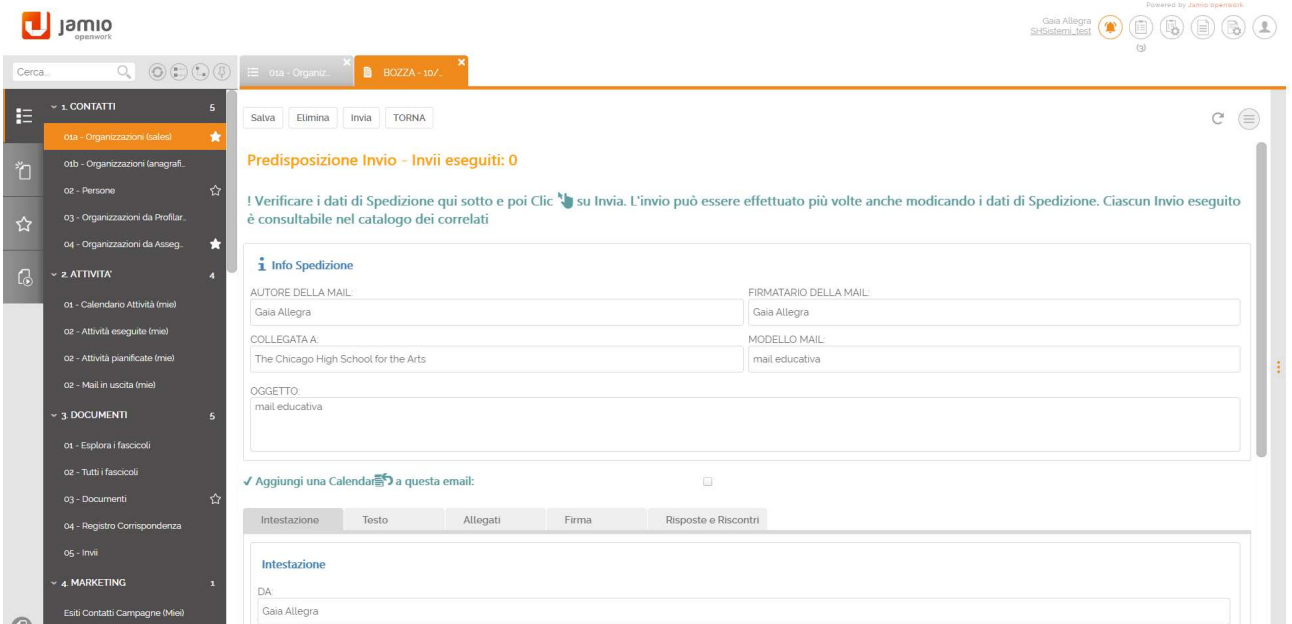 Powered by Jamio openwork
jamio
openwork
Gaia Allegra
SHSistemi_test
(3)
Cerca...
01a - Organiz..
BOZZA - 10/..
1. CONTATTI 5
01a - Organizzazioni (sales)
01b - Organizzazioni (anagrafi..
02 - Persone
03 - Organizzazioni da Profilar..
04 - Organizzazioni da Asseg..
2. ATTIVITA' 4
01 - Calendario Attività (mie)
02 - Attività eseguite (mie)
02 - Attività pianificate (mie)
02 - Mail in uscita (mie)
3. DOCUMENTI 5
01 - Esplora i fascicoli
02 - Tutti i fascicoli
03 - Documenti
04 - Registro Corrispondenza
05 - Invii
4. MARKETING 1
Esiti Contatti Campagne (Miei)
Salva Elimina Invia TORNA
Predisposizione Invio - Invii eseguiti: 0
! Verificare i dati di Spedizione qui sotto e poi Clic su Invia. L'invio può essere effettuato più volte anche modicando i dati di Spedizione. Ciascun Invio eseguito
è consultabile nel catalogo dei correlati
Info Spedizione
AUTORE DELLA MAIL: FIRMATARIO DELLA MAIL:
Gaia Allegra Gaia Allegra
COLLEGATA A: MODELLO MAIL:
The Chicago High School for the Arts mail educativa
OGGETTO:
mail educativa
Aggiungi una Calendar a questa email:
Intestazione Testo Allegati Firma Risposte e Riscontri
Intestazione
DA:
Gaia Allegra